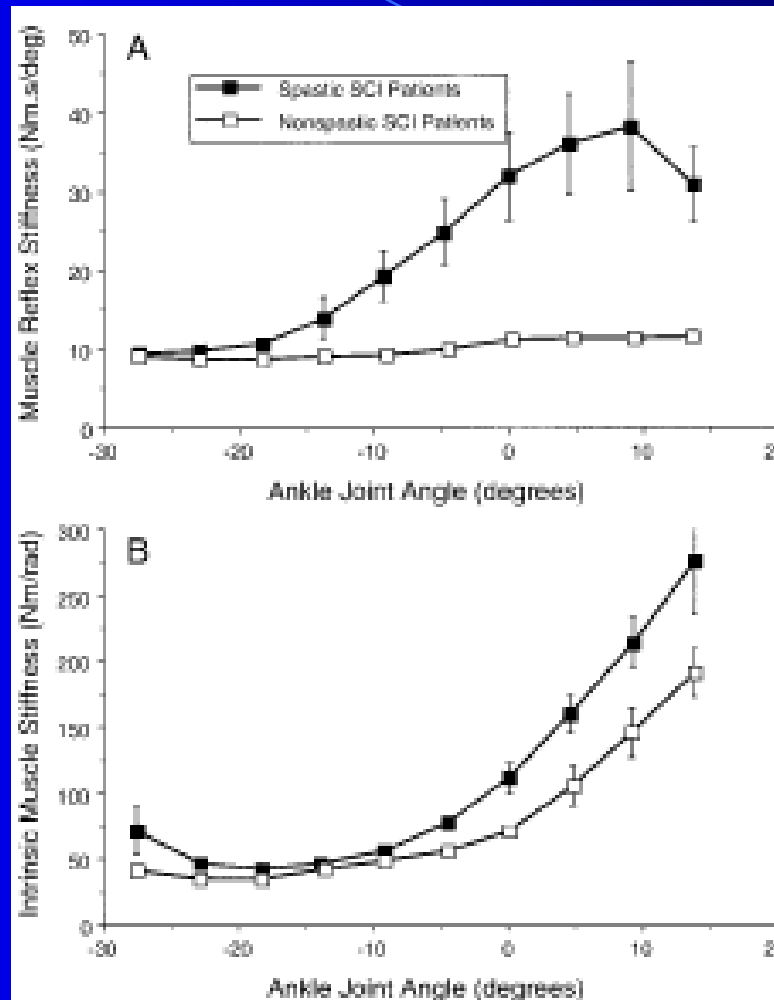 A
Spastic SCI Patients
Nonspastic SCI Patients
Muscle Reflex Stiffness (Nm.s/deg)
50
40
30
20
10
0
-30 -20 -10 0 10 2
Ankle Joint Angle (degrees)
B
Intrinsic Muscle Stiffness (Nm/rad)
300
250
200
150
100
50
0
-30 -20 -10 0 10 2
Ankle Joint Angle (degrees)